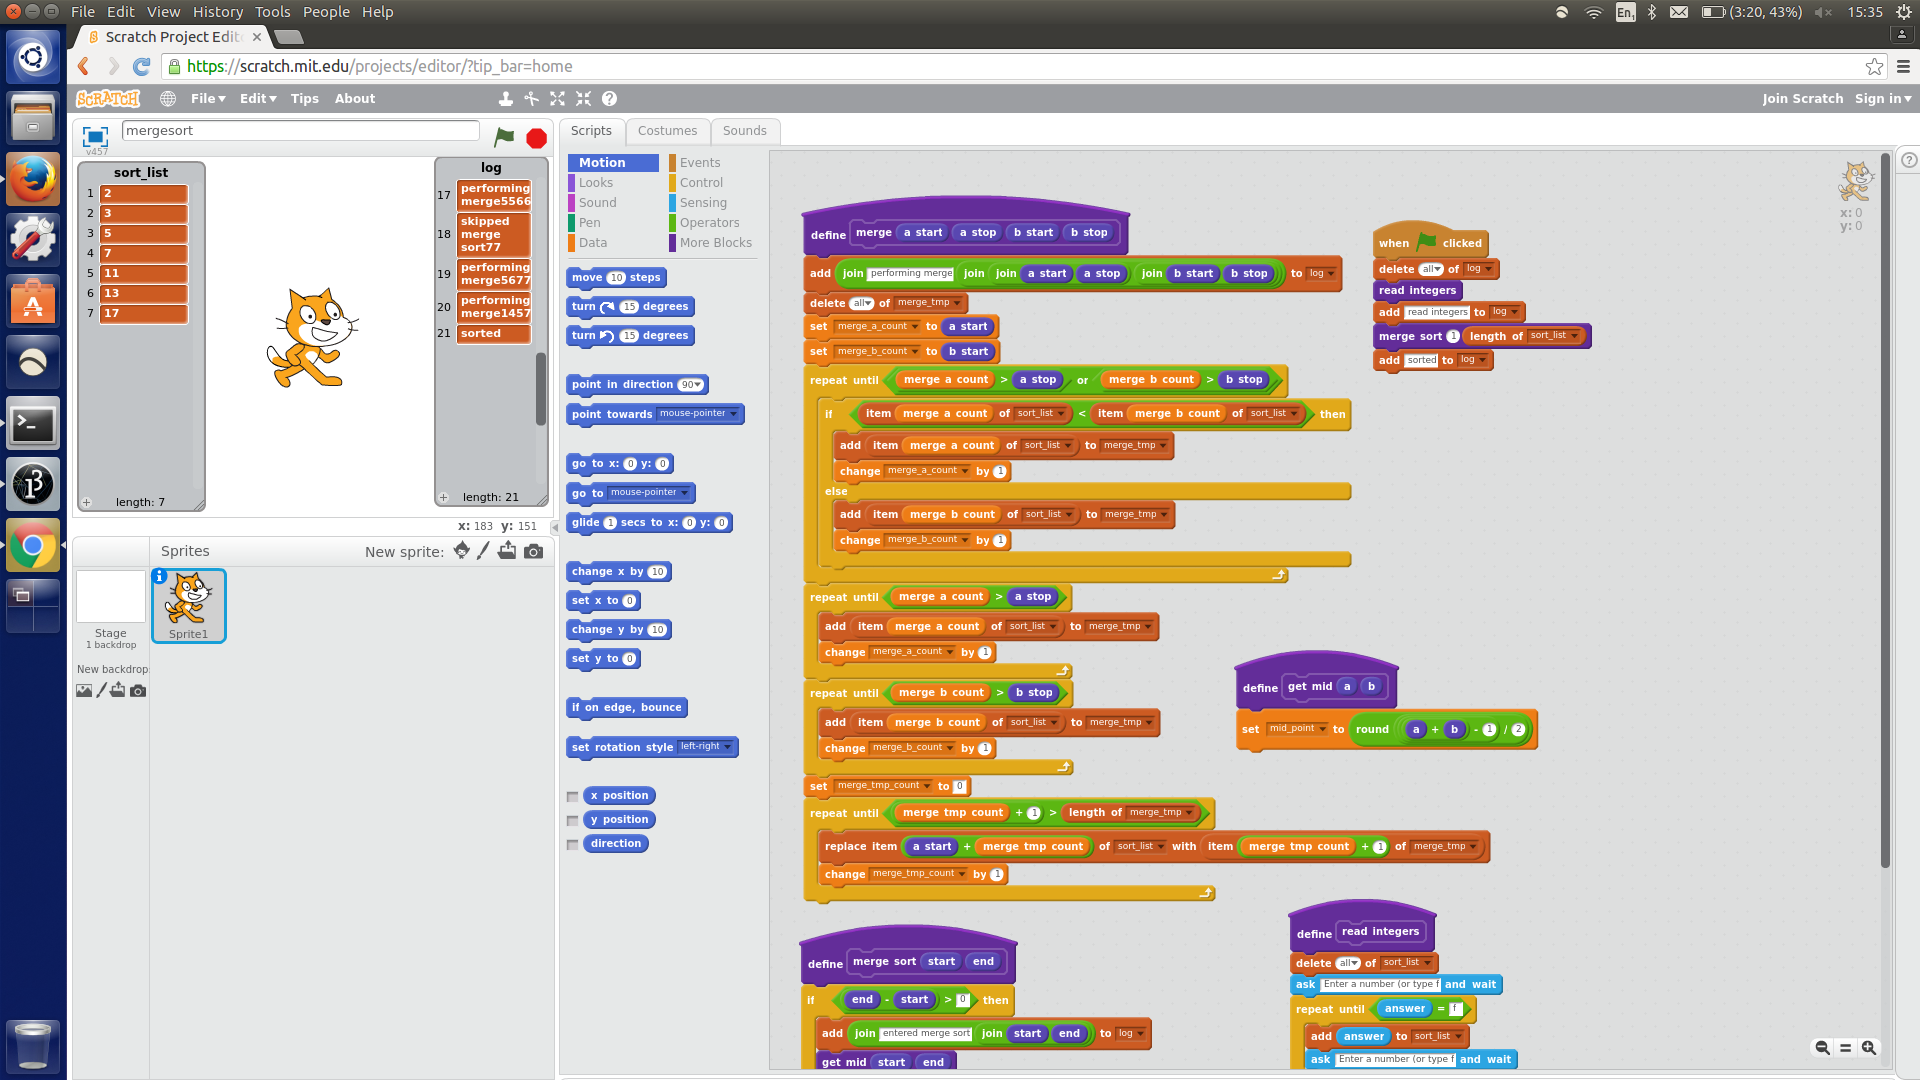 File Edit View History Tools People Help
En1 (3:20, 43%) 15:35
Scratch Project Edit
https://scratch.mit.edu/projects/editor/?tip_bar=home
SCRATCH File Edit Tips About Join Scratch Sign in
v457
mergesort
sort_list
1 2
2 3
3 5
4 7
5 11
6 13
7 17
length: 7
log
17 performing
merge5566
18 skipped
merge
sort77
19 performing
merge5677
20 performing
merge1457
21 sorted
length: 21
x: 183 y: 151
Sprites New sprite:
Stage
1 backdrop
New backdrop:
Sprite1
Scripts Costumes Sounds
Motion Events
Looks Control
Sound Sensing
Pen Operators
Data More Blocks
move 10 steps
turn 15 degrees
turn 15 degrees
point in direction 90
point towards mouse-pointer
go to x: 0 y: 0
go to mouse-pointer
glide 1 secs to x: 0 y: 0
change x by 10
set x to 0
change y by 10
set y to 0
if on edge, bounce
set rotation style left-right
x position
y position
direction
define merge a start a stop b start b stop
add join performing merge join join a start a stop join b start b stop to log
delete all of merge_tmp
set merge_a_count to a start
set merge_b_count to b start
repeat until merge a count > a stop or merge b count > b stop
if item merge a count of sort_list < item merge b count of sort_list then
add item merge a count of sort_list to merge_tmp
change merge_a_count by 1
else
add item merge b count of sort_list to merge_tmp
change merge_b_count by 1
repeat until merge a count > a stop
add item merge a count of sort_list to merge_tmp
change merge_a_count by 1
repeat until merge b count > b stop
add item merge b count of sort_list to merge_tmp
change merge_b_count by 1
set merge_tmp_count to 0
repeat until merge tmp count + 1 > length of merge_tmp
replace item a start + merge tmp count of sort_list with item merge tmp count + 1 of merge_tmp
change merge_tmp_count by 1
define merge sort start end
if end - start > 0 then
add join entered merge sort join start end to log
get mid start end
when clicked
delete all of log
read integers
add read integers to log
merge sort 1 length of sort_list
add sorted to log
x: 0
y: 0
define get mid a b
set mid_point to round a + b - 1 / 2
define read integers
delete all of sort_list
ask Enter a number (or type f and wait
repeat until answer = f
add answer to sort_list
ask Enter a number (or type f and wait